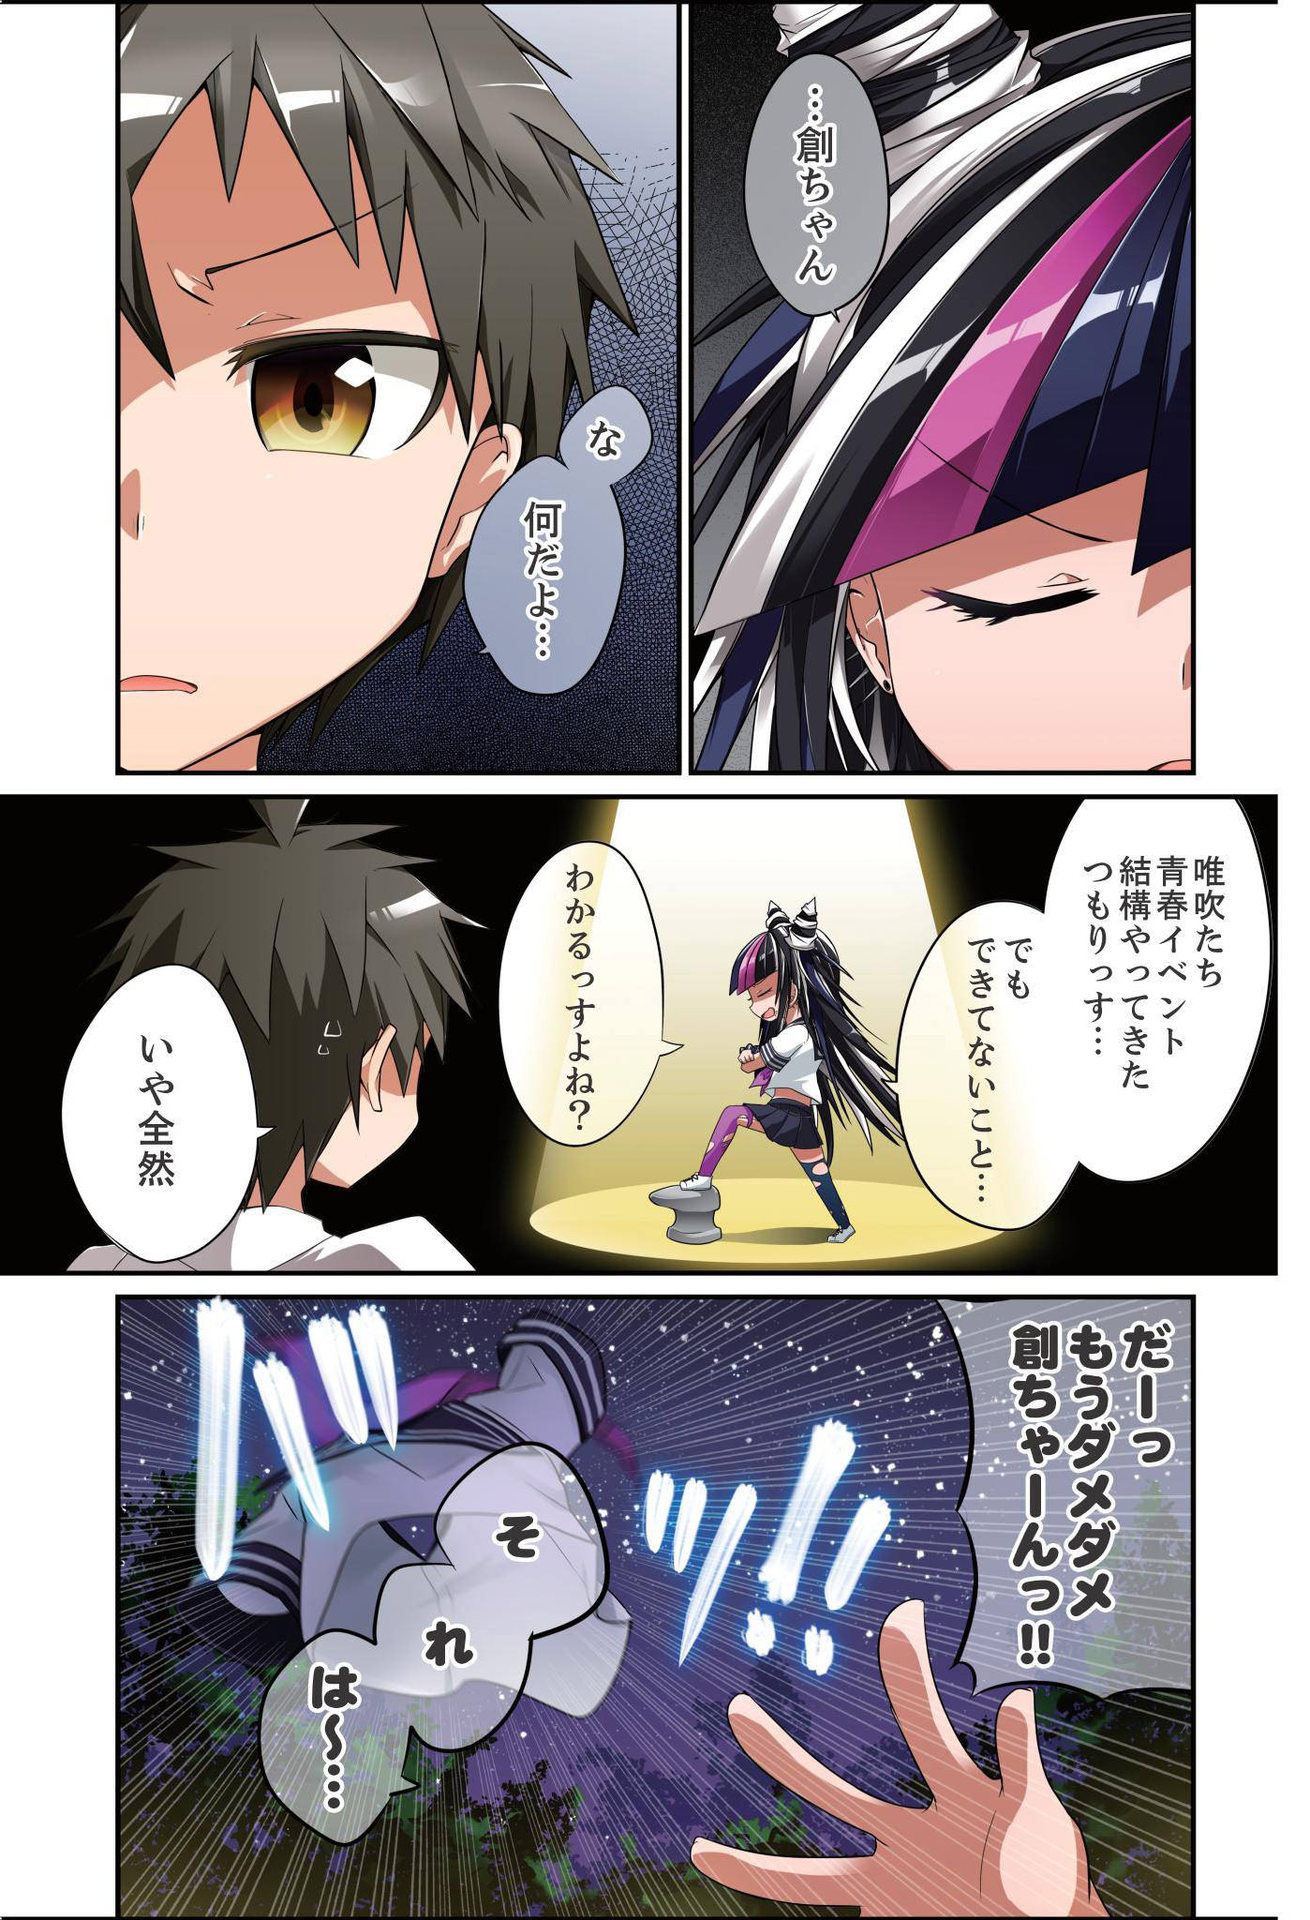 …創ちゃん
な
何だよ…
唯吹たち
青春イベント
結構やってきた
つもりっす…
でも
できてないこと…
わかるっすよね?
いや全然
だーっ
もうダメダメ
創ちゃーんっ!!
そ
れ
は～…